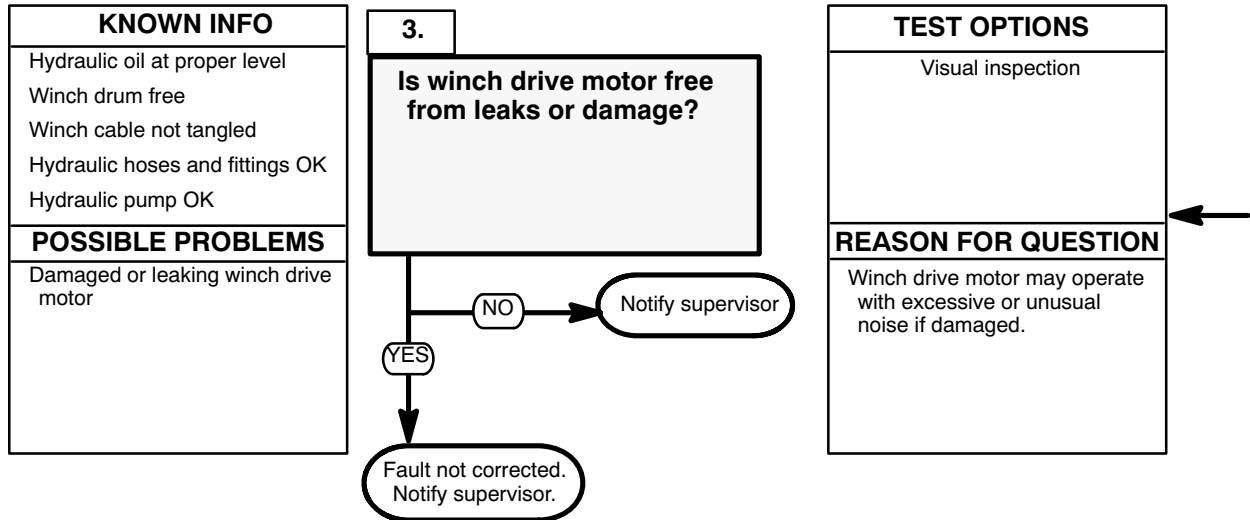 KNOWN INFO
Hydraulic oil at proper level
Winch drum free
Winch cable not tangled
Hydraulic hoses and fittings OK
Hydraulic pump OK
POSSIBLE PROBLEMS
Damaged or leaking winch drive
motor
3.
Is winch drive motor free
from leaks or damage?
NO
Notify supervisor
YES
Fault not corrected.
Notify supervisor.
TEST OPTIONS
Visual inspection
REASON FOR QUESTION
Winch drive motor may operate
with excessive or unusual
noise if damaged.